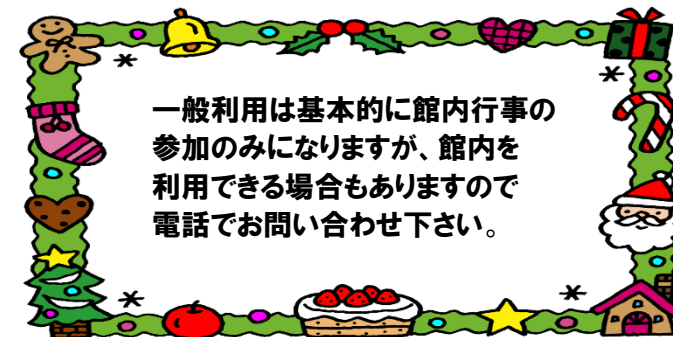 一般利用は基本的に館内行事の
参加のみになりますが、館内を
利用できる場合もありますので
電話でお問い合わせ下さい。